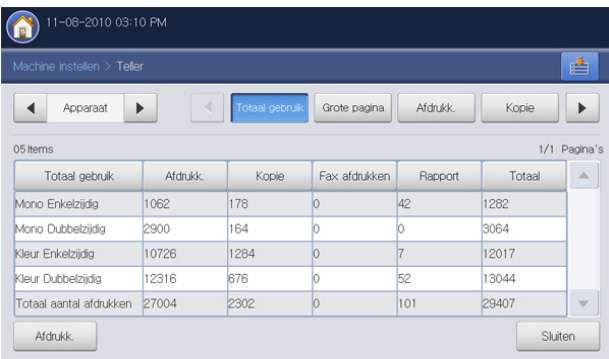 11-08-2010 03:10 PM
Machine instellen > Teller
Apparaat Totaal gebruik Grote pagina Afdrukk. Kopie
05 Items 1/1 Pagina's
Totaal gebruik Afdrukk. Kopie Fax afdrukken Rapport Totaal
Mono Enkelzijdig 1062 178 0 42 1282
Mono Dubbelzijdig 2900 164 0 0 3064
Kleur Enkelzijdig 10726 1284 0 7 12017
Kleur Dubbelzijdig 12316 676 0 52 13044
Totaal aantal afdrukken 27004 2302 0 101 29407
Afdrukk. Sluiten